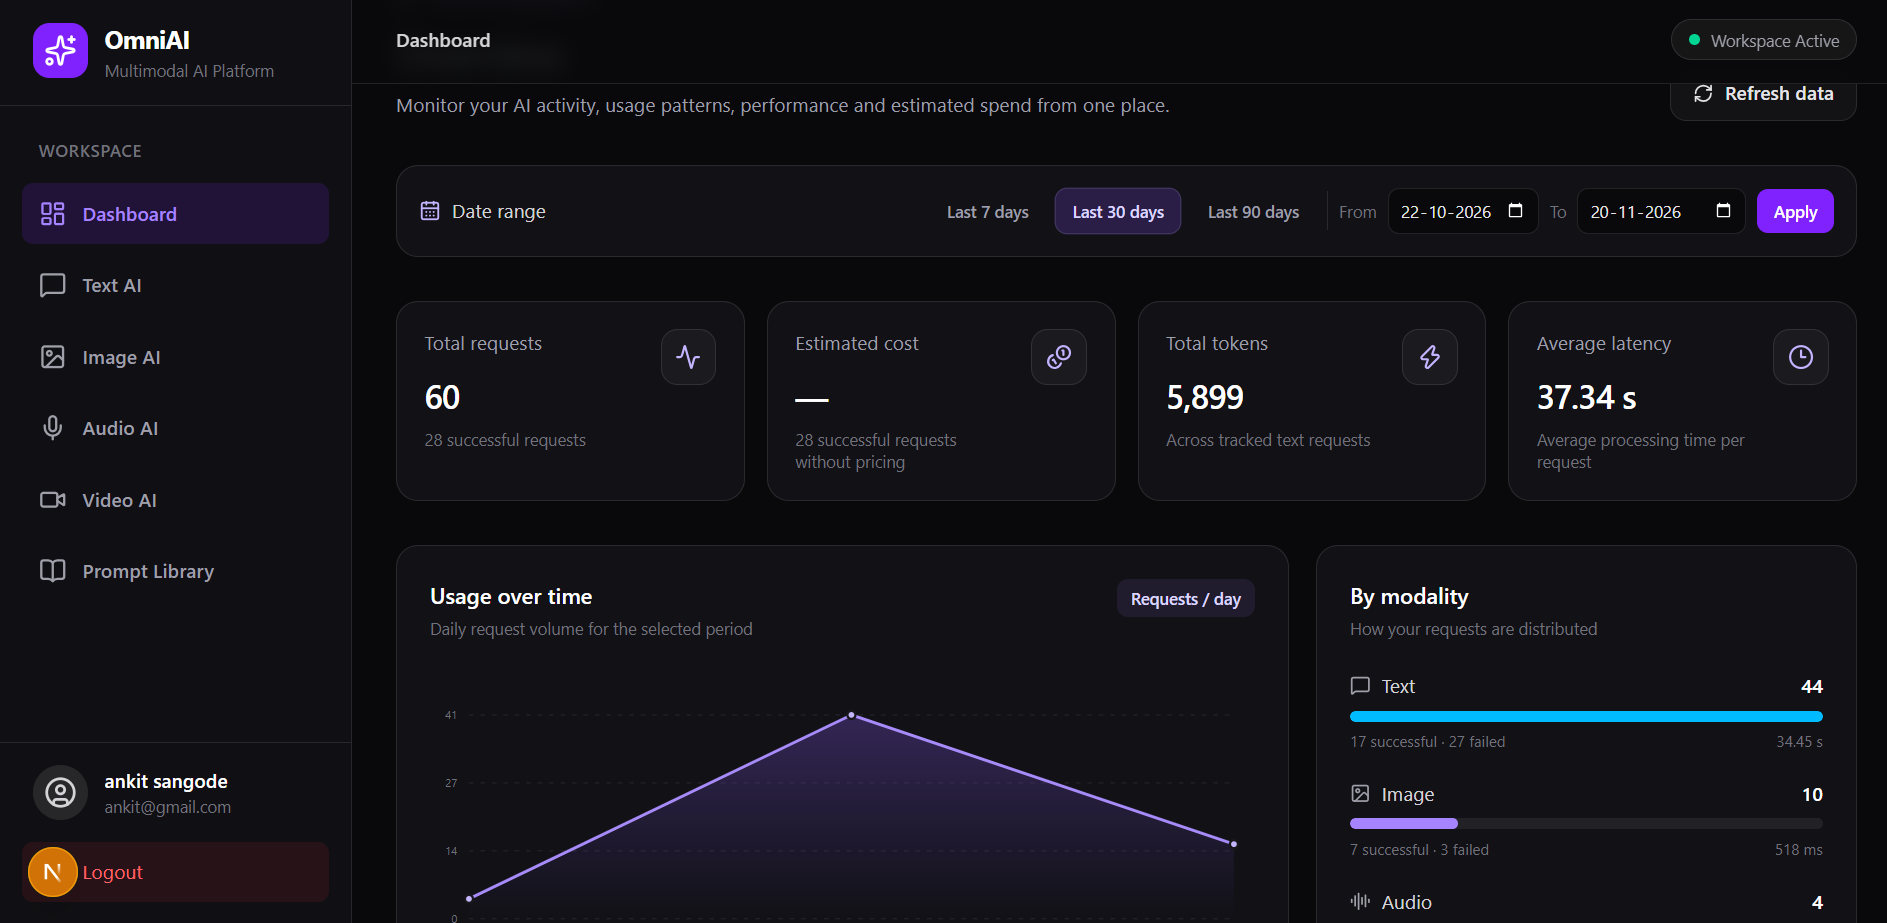 OmniAI
Multimodal AI Platform
WORKSPACE
Dashboard
Text AI
Image AI
Audio AI
Video AI
Prompt Library
ankit sangode
ankit@gmail.com
N
Logout
Dashboard
Workspace Active
Monitor your AI activity, usage patterns, performance and estimated spend from one place.
Refresh data
Date range
Last 7 days
Last 30 days
Last 90 days
From
22-10-2026
To
20-11-2026
Apply
Total requests
60
28 successful requests
Estimated cost
—
28 successful requests
without pricing
Total tokens
5,899
Across tracked text requests
Average latency
37.34 s
Average processing time per
request
Usage over time
Daily request volume for the selected period
Requests / day
41
27
14
0
By modality
How your requests are distributed
Text
44
17 successful · 27 failed
34.45 s
Image
10
7 successful · 3 failed
518 ms
Audio
4